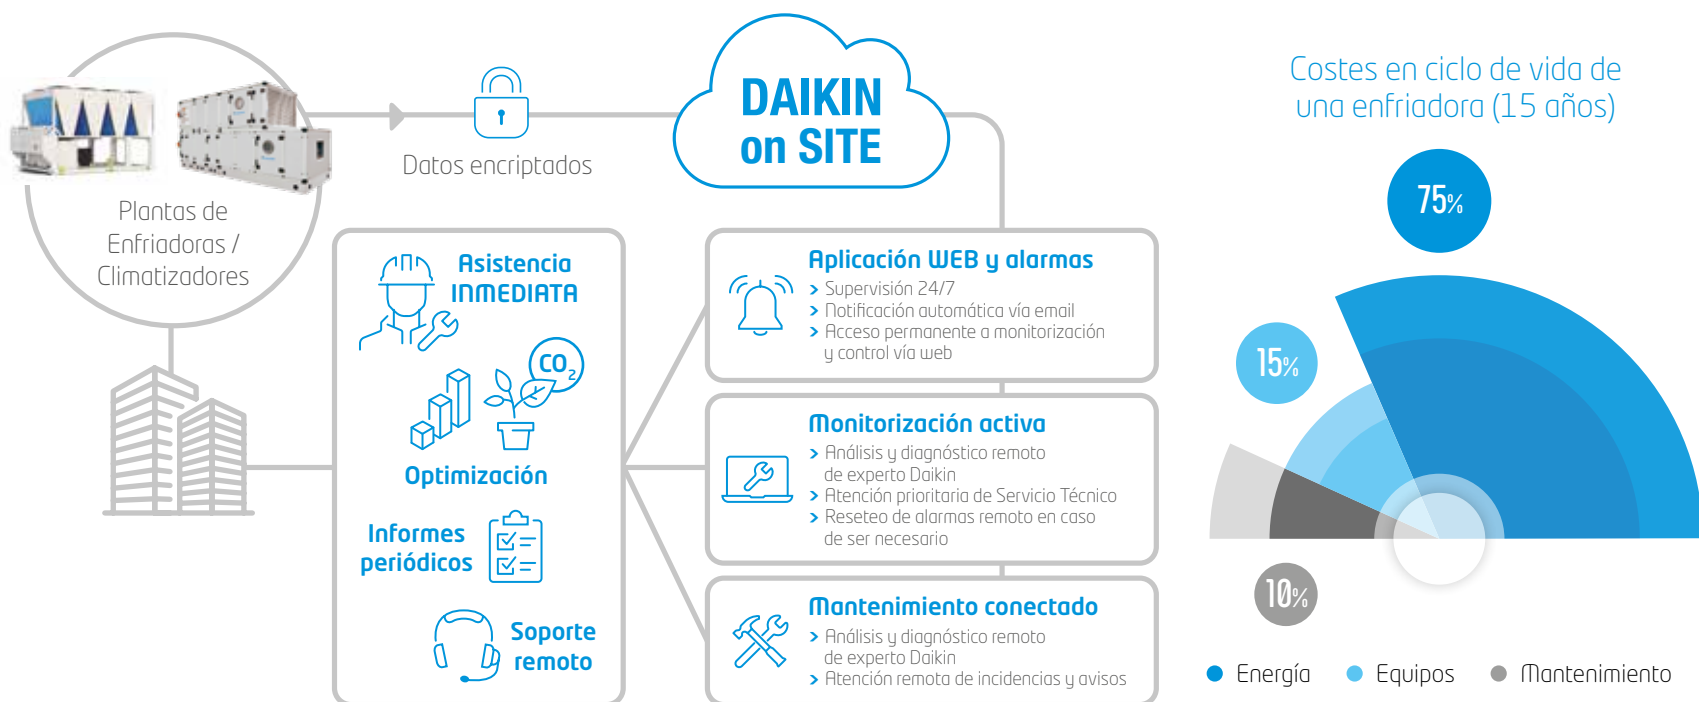 DAIKIN
on SITE
Datos encriptados
Plantas de
Enfriadoras /
Climatizadores
Asistencia
INMEDIATA
CO2
Optimización
Informes
periódicos
Soporte
remoto
Aplicación WEB y alarmas
> Supervisión 24/7
> Notificación automática vía email
> Acceso permanente a monitorización
y control vía web
Monitorización activa
> Análisis y diagnóstico remoto
de experto Daikin
> Atención prioritaria de Servicio Técnico
> Reseteo de alarmas remoto en caso
de ser necesario
Mantenimiento conectado
> Análisis y diagnóstico remoto
de experto Daikin
> Atención remota de incidencias y avisos
Costes en ciclo de vida de
una enfriadora (15 años)
75%
15%
10%
Energía
Equipos
Mantenimiento